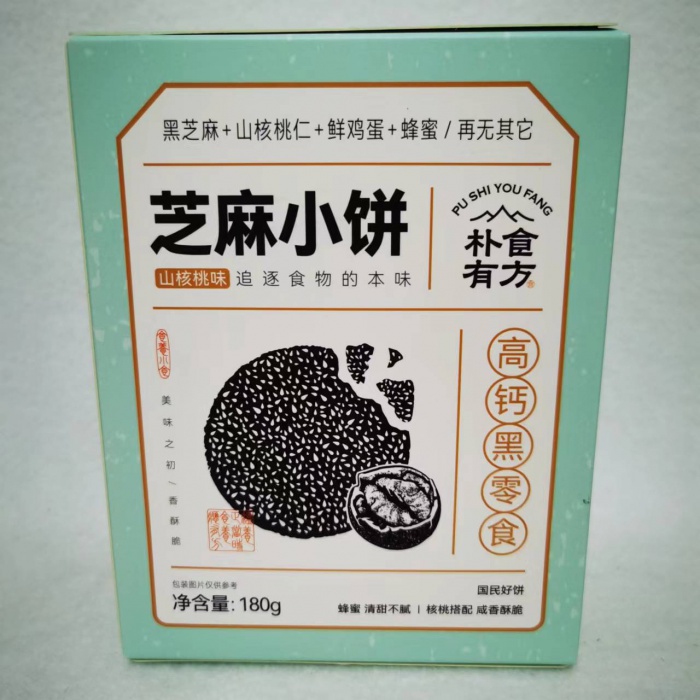 黑芝麻+山核桃仁+鲜鸡蛋+蜂蜜/再无其它
芝麻小饼
山核桃味 追逐食物的本味
PU SHI YOU FANG
朴食
有方
高钙黑零食
美味之初/香酥脆
包装图片仅供参考
净含量:180g
国民好饼
蜂蜜 清甜不腻 | 核桃搭配 咸香酥脆